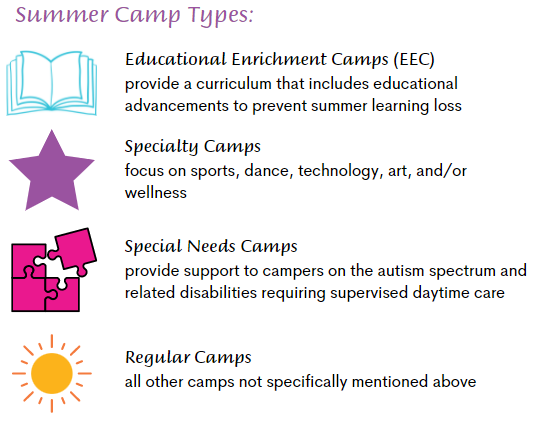 Summer Camp Types:
Educational Enrichment Camps (EEC)
provide a curriculum that includes educational
advancements to prevent summer learning loss
Specialty Camps
focus on sports, dance, technology, art, and/or
wellness
Special Needs Camps
provide support to campers on the autism spectrum and
related disabilities requiring supervised daytime care
Regular Camps
all other camps not specifically mentioned above